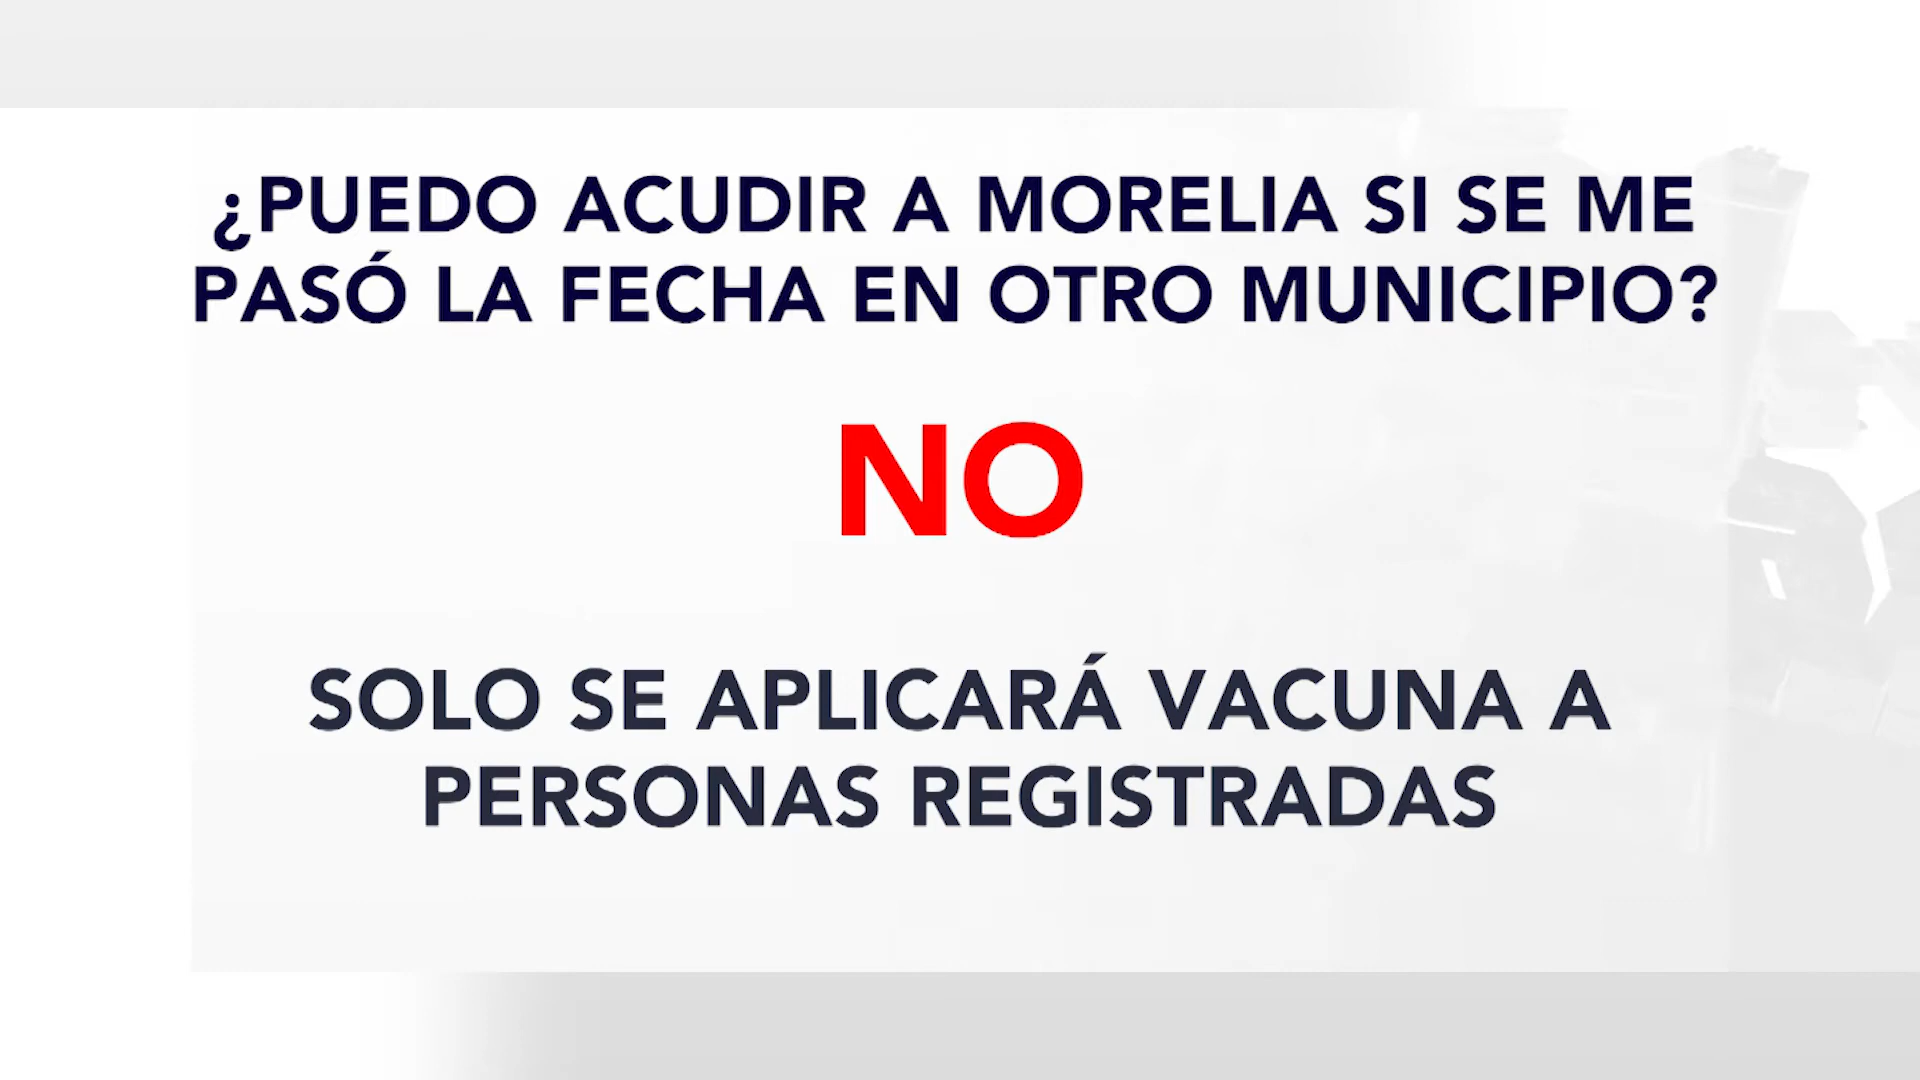 ¿PUEDO ACUDIR A MORELIA SI SE ME
PASÓ LA FECHA EN OTRO MUNICIPIO?
NO
SOLO SE APLICARÁ VACUNA A
PERSONAS REGISTRADAS